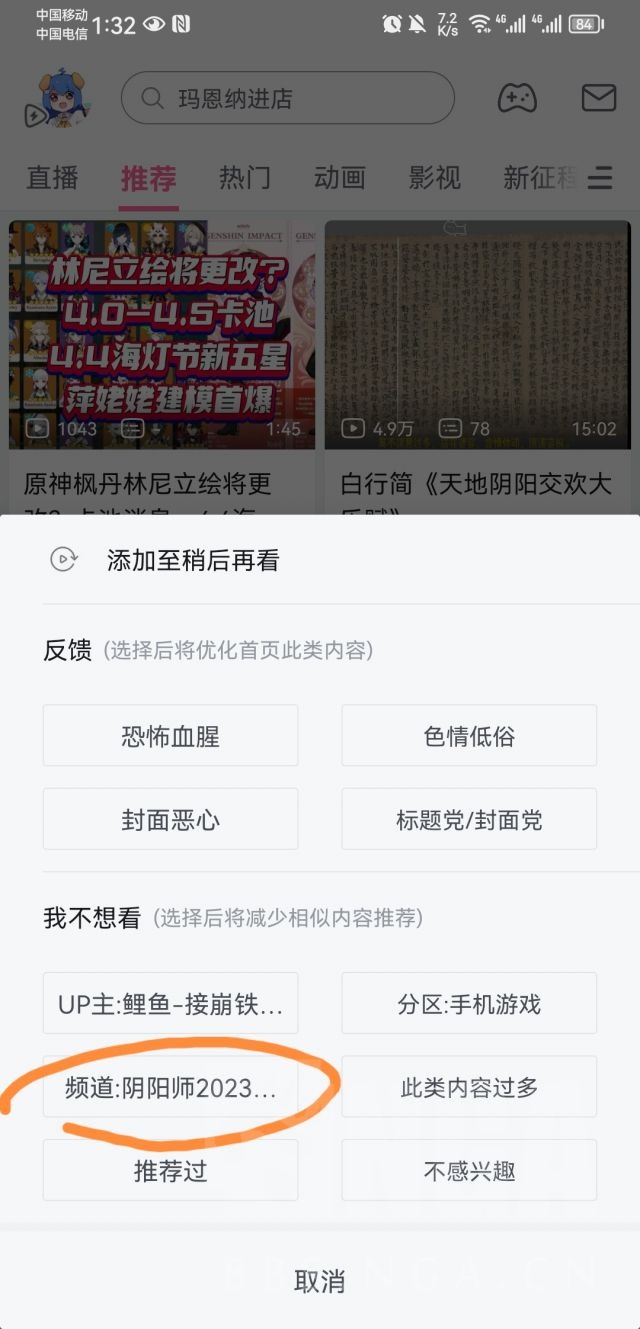 中国移动
中国电信
1:32
7.2
K/s
4G
4G
84
玛恩纳进店
直播
推荐
热门
动画
影视
新征程
GENSHIN IMPACT
林尼立绘将更改?
4.0—4.5卡池
4.4海灯节新五星
萍姥姥建模首爆
1043
1:45
4.9万
78
15:02
原神枫丹林尼立绘将更
白行简《天地阴阳交欢大
添加至稍后再看
反馈 (选择后将优化首页此类内容)
恐怖血腥
色情低俗
封面恶心
标题党/封面党
我不想看 (选择后将减少相似内容推荐)
UP主:鲤鱼-接崩铁...
分区:手机游戏
频道:阴阳师2023...
此类内容过多
推荐过
不感兴趣
取消